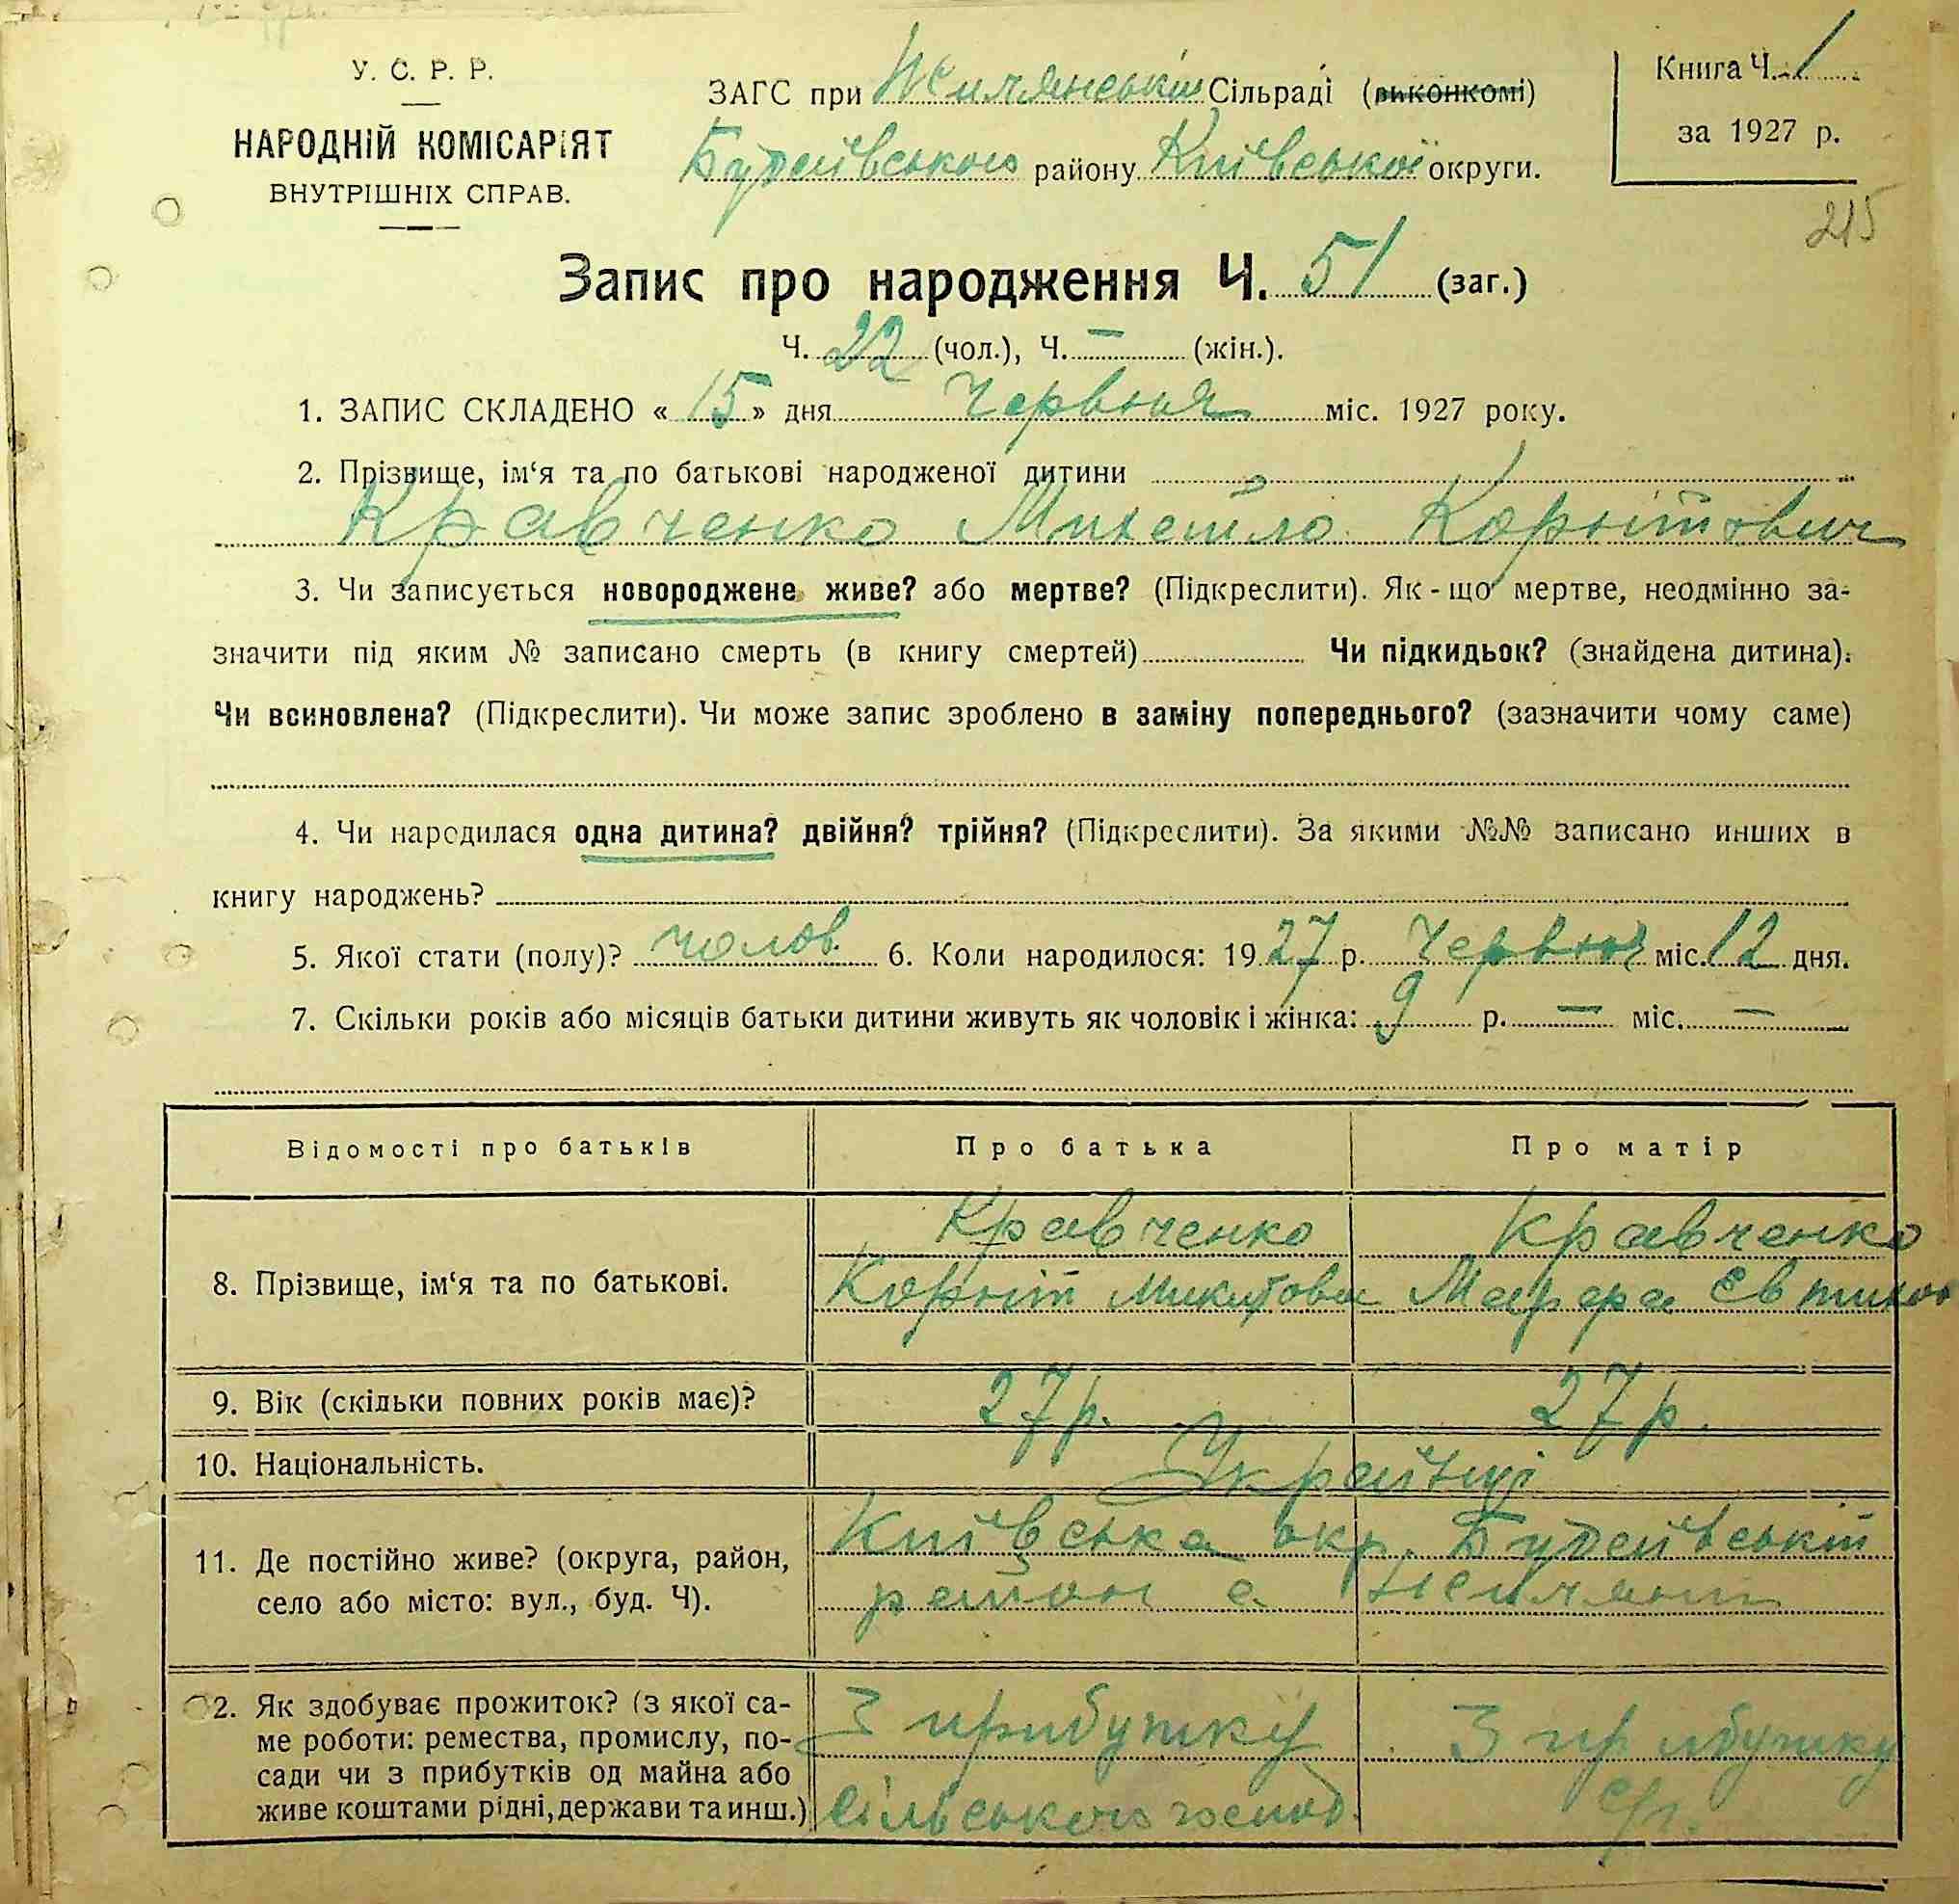 У. С. Р. Р.
НАРОДНІЙ КОМІСАРІЯТ
ВНУТРІШНІХ СПРАВ.
ЗАГС при Жилянській Сільраді (виконкомі)
Будаївського району Київської округи.
Книга Ч. 1
за 1927 р.
215
Запис про народження Ч. 51 (заг.)
Ч. 22 (чол.), Ч. — (жін.).
1. ЗАПИС СКЛАДЕНО « 15 » дня Червня міс. 1927 року.
2. Прізвище, ім‘я та по батькові народженої дитини
Кравченко Михайло Корнійович
3. Чи записується новороджене живе? або мертве? (Підкреслити). Як-що мертве, неодмінно за-
значити під яким № записано смерть (в книгу смертей) Чи підкидьок? (знайдена дитина).
Чи всиновлена? (Підкреслити). Чи може запис зроблено в заміну попереднього? (зазначити чому саме)
4. Чи народилася одна дитина? двійня? трійня? (Підкреслити). За якими №№ записано инших в
книгу народжень?
5. Якої стати (полу)? чолов. 6. Коли народилося: 1927 р. Червня міс. 12 дня.
7. Скільки років або місяців батьки дитини живуть як чоловік і жінка: 9 р. — міс. —
Відомості про батьків Про батька Про матір
8. Прізвище, ім‘я та по батькові.
Кравченко Кравченко
Корній Микитови
9. Вік (скільки повних років має)? 27 р. 27 р.
10. Національність. Українці
11. Де постійно живе? (округа, район,
село або місто: вул., буд. Ч).
Київська окр. Будаївський
район с. Жиляни
12. Як здобуває прожиток? (з якої са-
ме роботи: ремества, промислу, по-
сади чи з прибутків од майна або
живе коштами рідні, держави та инш.)
З прибутку З прибутку
сільського господ. с/г.